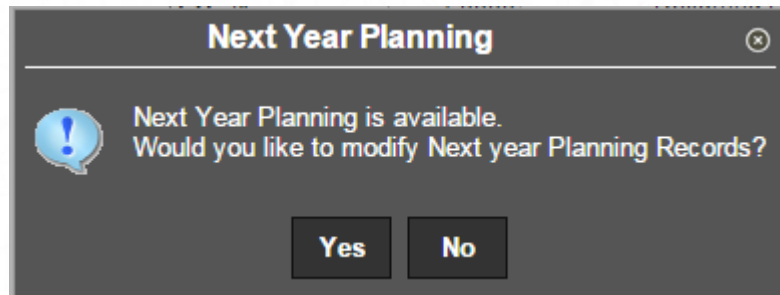 Next Year Planning
Next Year Planning is available.
Would you like to modify Next year Planning Records?
Yes No